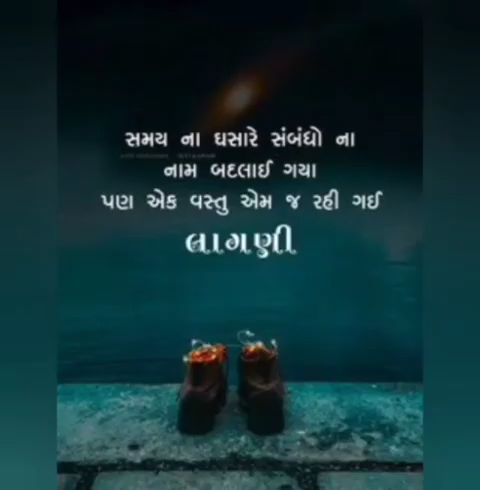 સમય ના ઘસારે સંબંધો ના
નામ બદલાઈ ગયા
પણ એક વસ્તુ એમ જ રહી ગઈ
લાગણી